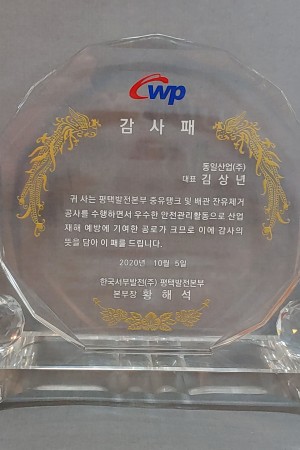 cwp
감사패
동일산업(주)
대표 김상년
귀 사는 평택발전본부 중유탱크 및 배관 잔유제거
공사를 수행하면서 우수한 안전관리활동으로 산업
재해 예방에 기여한 공로가 크므로 이에 감사의
뜻을 담아 이 패를 드립니다.
2020년 10월 5일
한국서부발전(주) 평택발전본부
본부장 황해석